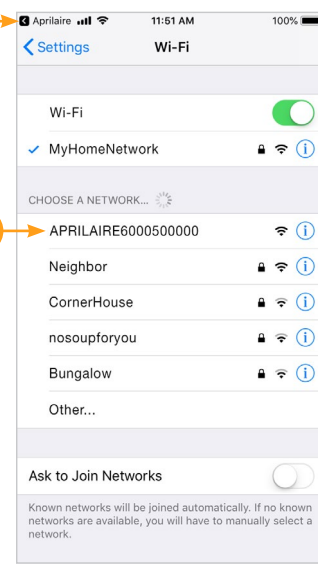 Aprilaire 11:51 AM 100%
Settings Wi-Fi
Wi-Fi
MyHomeNetwork
CHOOSE A NETWORK...
APRILAIRE6000500000
Neighbor
CornerHouse
nosoupforyou
Bungalow
Other...
Ask to Join Networks
Known networks will be joined automatically. If no known
networks are available, you will have to manually select a
network.